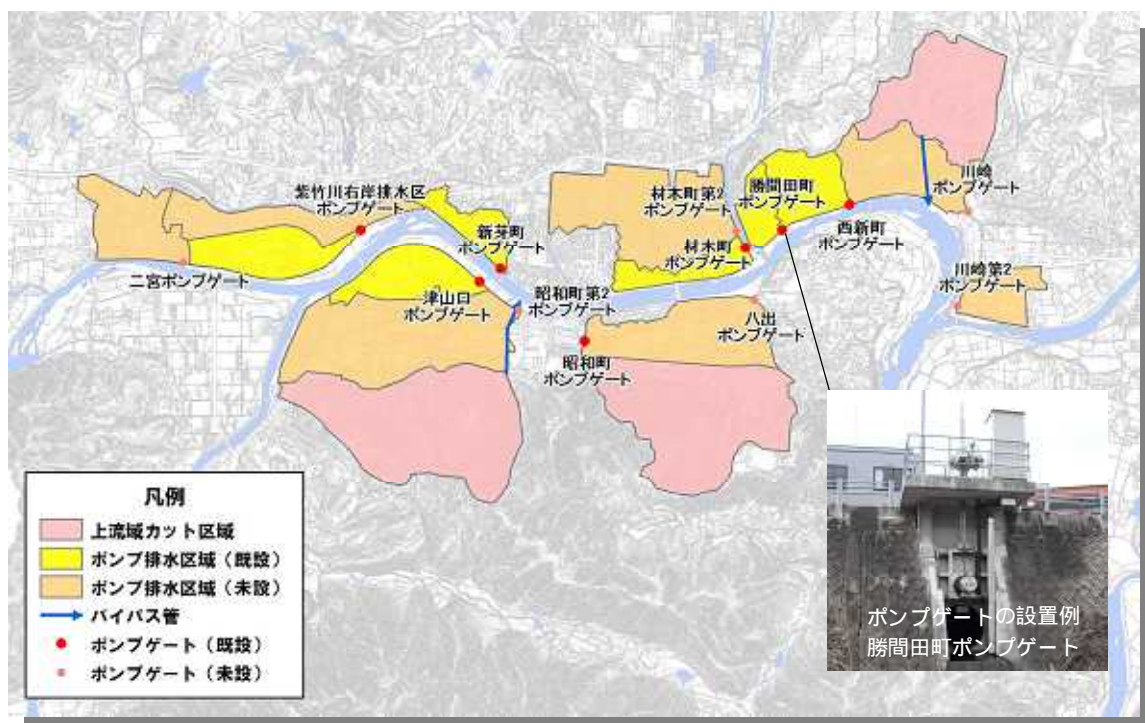 紫竹川右岸排水区
ポンプゲート
新茅町
ポンプゲート
二宮ポンプゲート
津山口
ポンプゲート
昭和町第2
ポンプゲート
昭和町
ポンプゲート
材木町第2
ポンプゲート
材木町
ポンプゲート
勝間田町
ポンプゲート
西新町
ポンプゲート
川崎
ポンプゲート
川崎第2
ポンプゲート
八出
ポンプゲート
凡例
上流域カット区域
ポンプ排水区域（既設）
ポンプ排水区域（未設）
バイパス管
ポンプゲート（既設）
ポンプゲート（未設）
ポンプゲートの設置例
勝間田町ポンプゲート